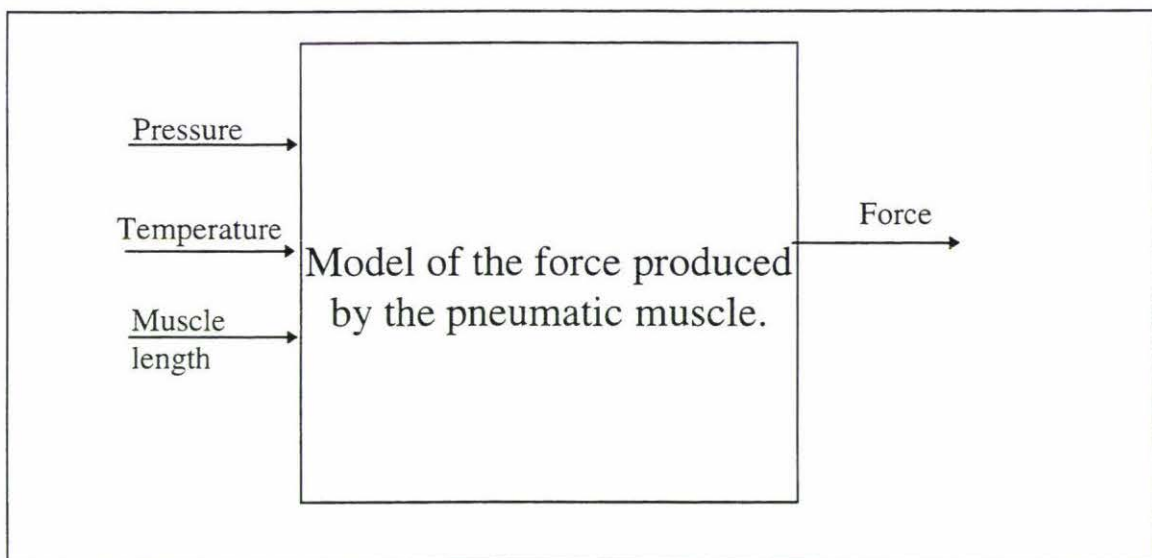 Pressure
Temperature
Muscle
length
Model of the force produced
by the pneumatic muscle.
Force